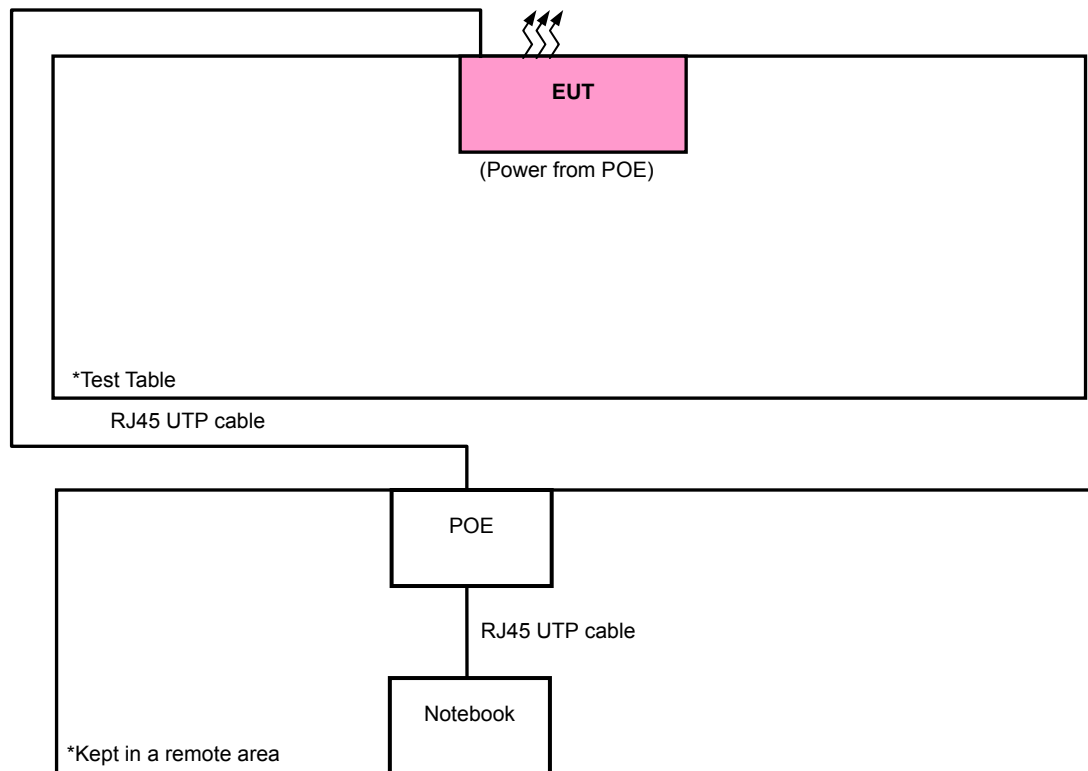 EUT
(Power from POE)
*Test Table
RJ45 UTP cable
POE
RJ45 UTP cable
Notebook
*Kept in a remote area